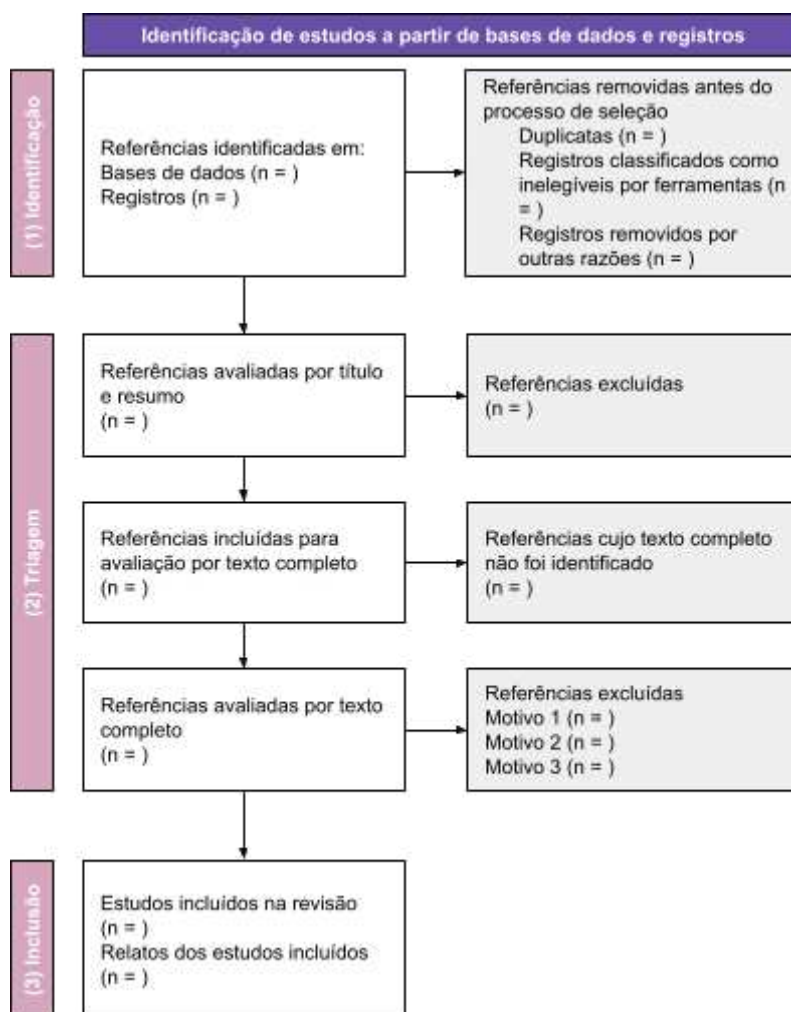 Identificação de estudos a partir de bases de dados e registros
(1) Identificação
Referências identificadas em:
Bases de dados (n = )
Registros (n = )
Referências removidas antes do
processo de seleção
Duplicatas (n = )
Registros classificados como
inelegíveis por ferramentas (n
= )
Registros removidos por
outras razões (n = )
(2) Triagem
Referências avaliadas por título
e resumo
(n = )
Referências excluídas
(n = )
Referências incluídas para
avaliação por texto completo
(n = )
Referências cujo texto completo
não foi identificado
(n = )
Referências avaliadas por texto
completo
(n = )
Referências excluídas
Motivo 1 (n = )
Motivo 2 (n = )
Motivo 3 (n = )
(3) Inclusão
Estudos incluídos na revisão
(n = )
Relatos dos estudos incluídos
(n = )